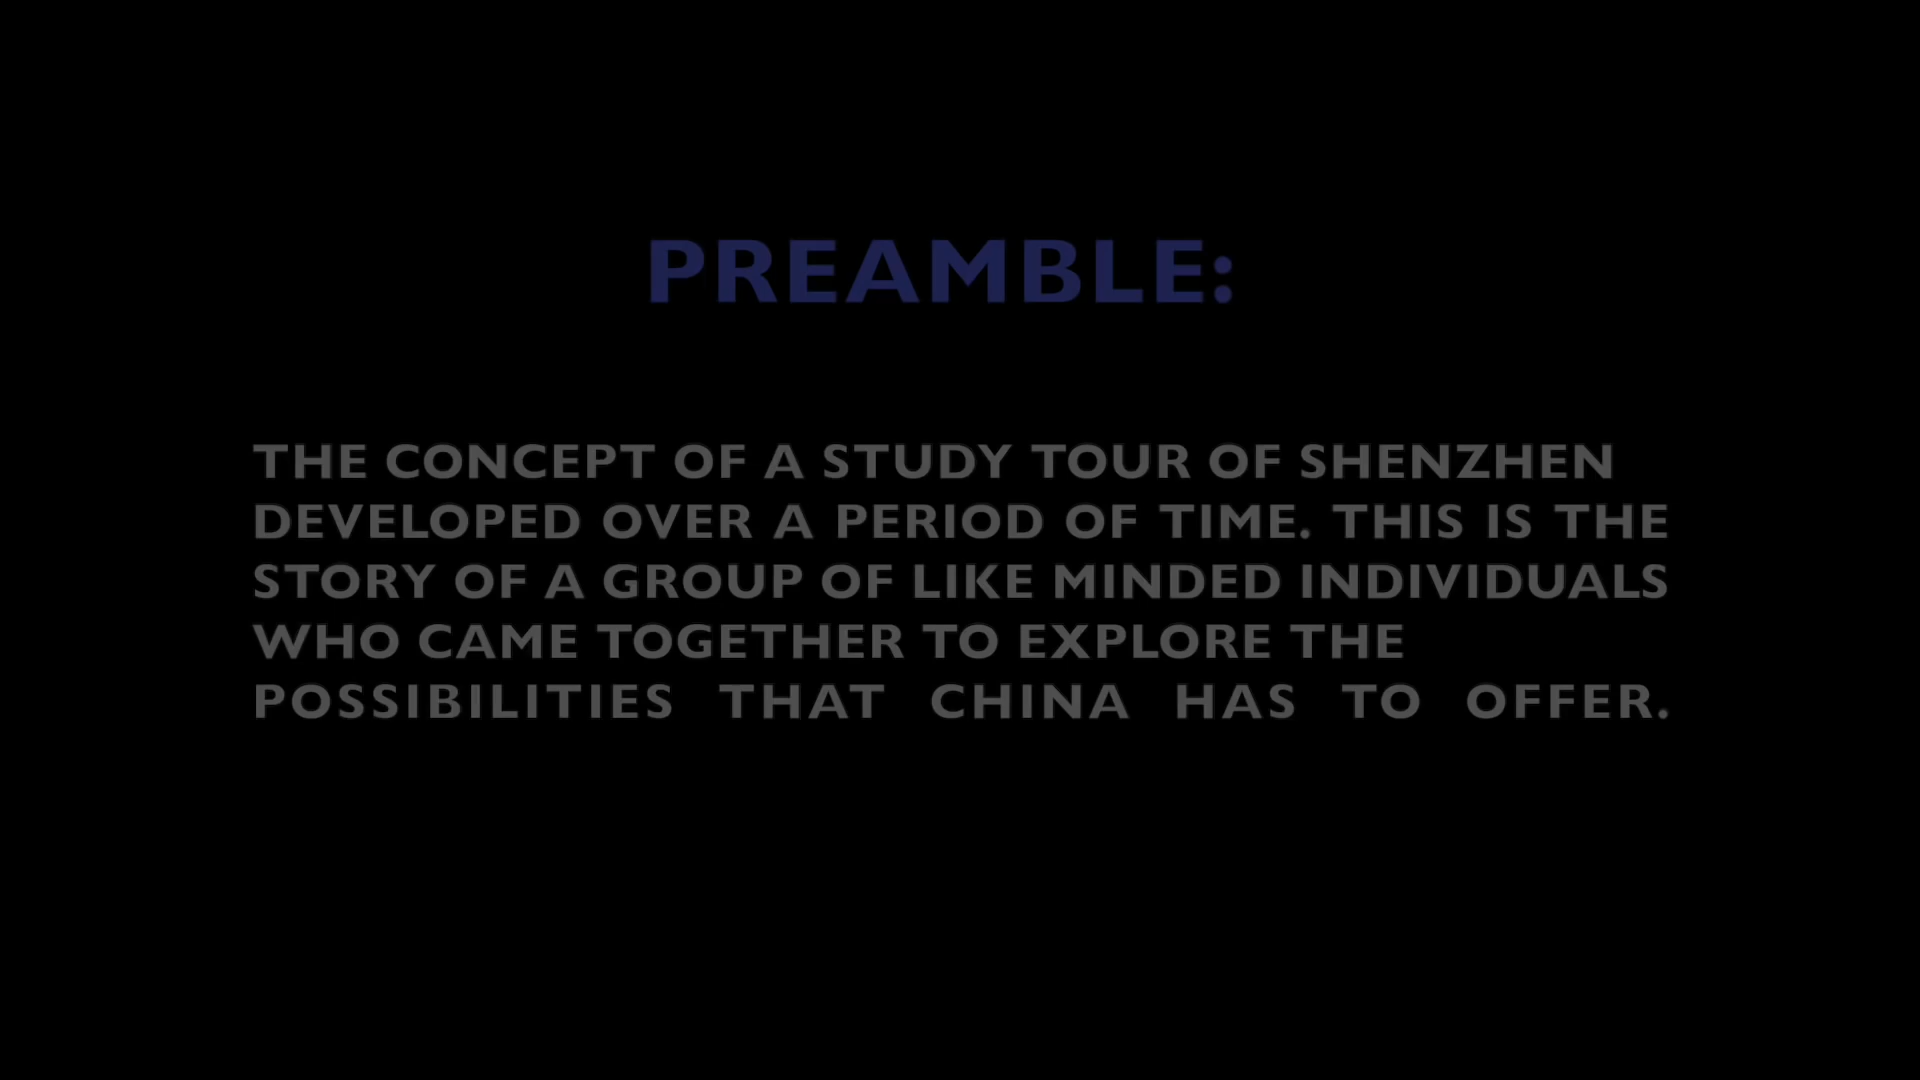 PREAMBLE:
THE CONCEPT OF A STUDY TOUR OF SHENZHEN
DEVELOPED OVER A PERIOD OF TIME. THIS IS THE
STORY OF A GROUP OF LIKE MINDED INDIVIDUALS
WHO CAME TOGETHER TO EXPLORE THE
POSSIBILITIES THAT CHINA HAS TO OFFER.